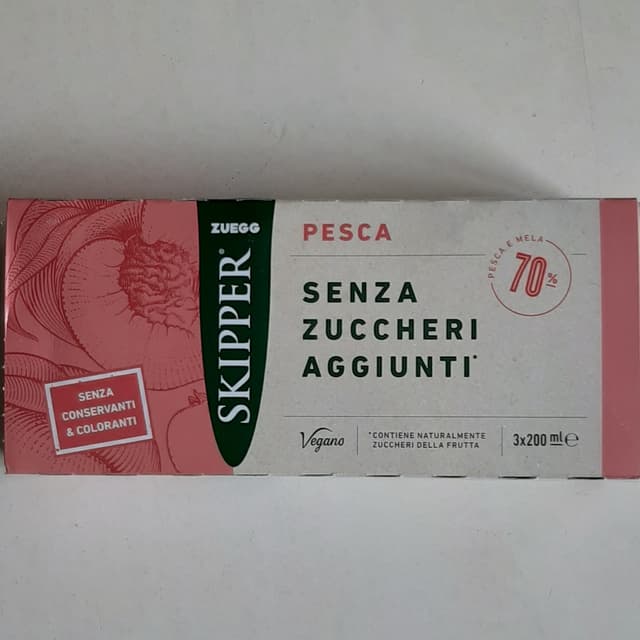 ZUEGG
SKIPPER®
PESCA
SENZA
ZUCCHERI
AGGIUNTI*
PESCA E MELA
70%
SENZA
CONSERVANTI
& COLORANTI
Vegano
*CONTIENE NATURALMENTE
ZUCCHERI DELLA FRUTTA
3x200 ml ℮